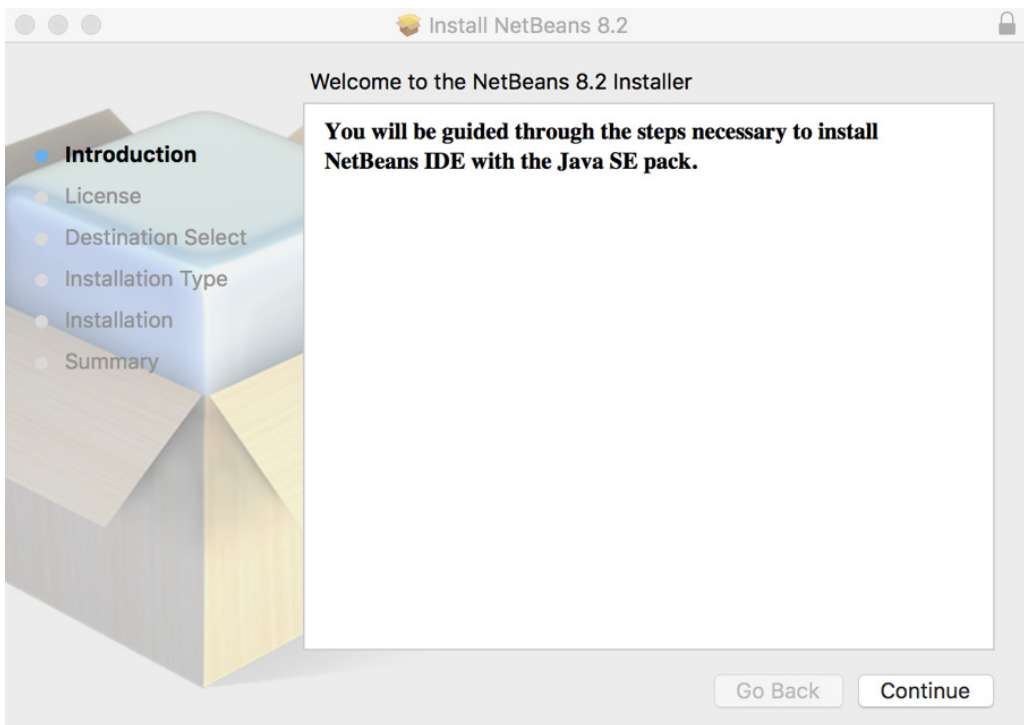 Install NetBeans 8.2
Welcome to the NetBeans 8.2 Installer
Introduction
License
Destination Select
Installation Type
Installation
Summary
You will be guided through the steps necessary to install
NetBeans IDE with the Java SE pack.
Go Back
Continue